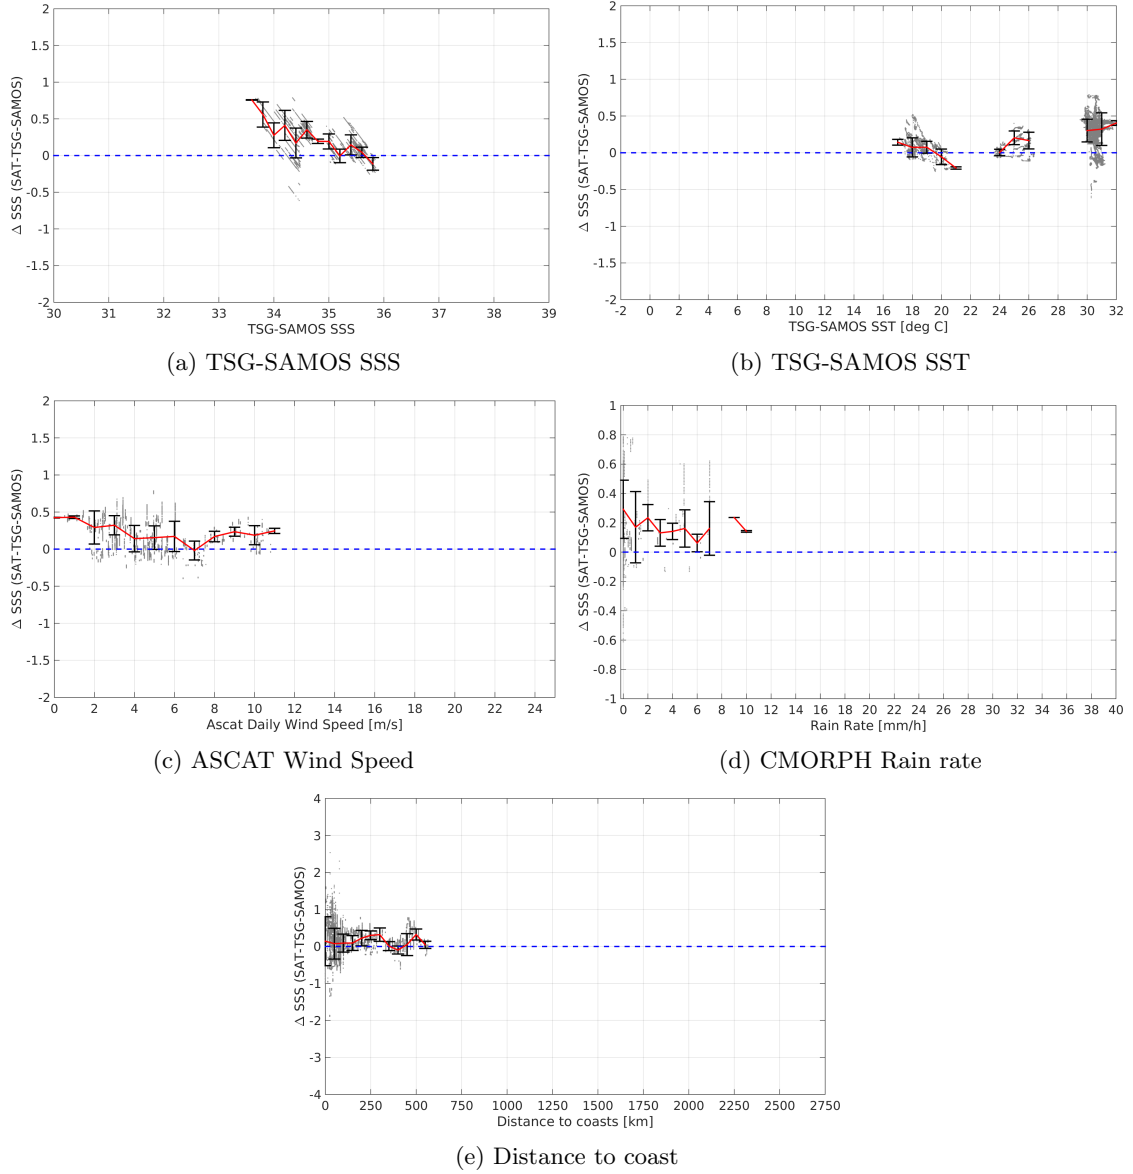 2
1.5
1
0.5
0
-0.5
-1
-1.5
-2
Δ SSS (SAT-TSG-SAMOS)
30 31 32 33 34 35 36 37 38 39
TSG-SAMOS SSS
(a) TSG-SAMOS SSS
2
1.5
1
0.5
0
-0.5
-1
-1.5
-2
Δ SSS (SAT-TSG-SAMOS)
-2 0 2 4 6 8 10 12 14 16 18 20 22 24 26 28 30 32
TSG-SAMOS SST [deg C]
(b) TSG-SAMOS SST
2
1.5
1
0.5
0
-0.5
-1
-1.5
-2
Δ SSS (SAT-TSG-SAMOS)
0 2 4 6 8 10 12 14 16 18 20 22 24
Ascat Daily Wind Speed [m/s]
(c) ASCAT Wind Speed
1
0.8
0.6
0.4
0.2
0
-0.2
-0.4
-0.6
-0.8
-1
Δ SSS (SAT-TSG-SAMOS)
0 2 4 6 8 10 12 14 16 18 20 22 24 26 28 30 32 34 36 38 40
Rain Rate [mm/h]
(d) CMORPH Rain rate
4
3
2
1
0
-1
-2
-3
-4
Δ SSS (SAT-TSG-SAMOS)
0 250 500 750 1000 1250 1500 1750 2000 2250 2500 2750
Distance to coasts [km]
(e) Distance to coast